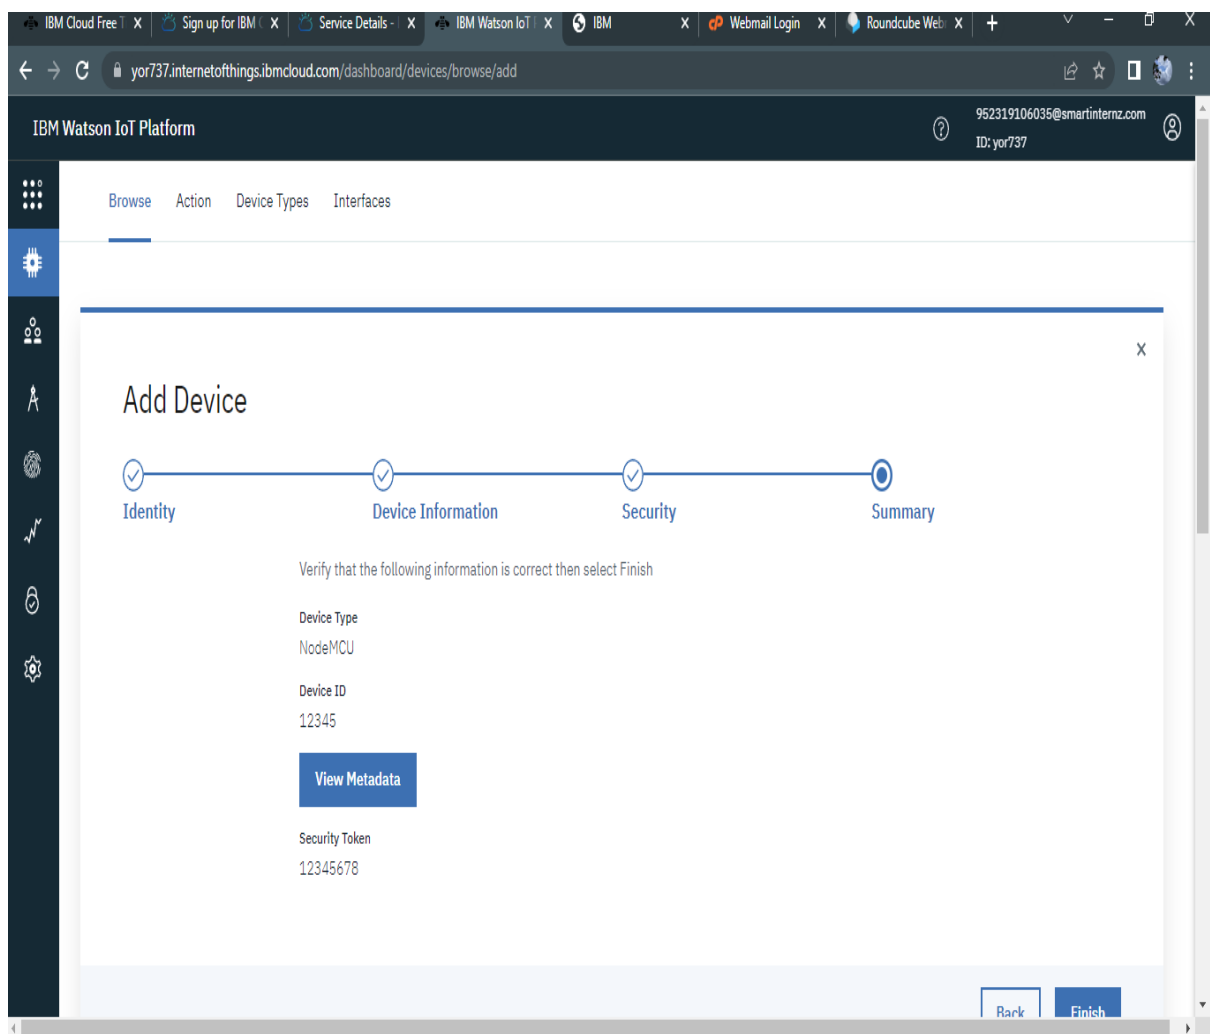 IBM Cloud Free T
Sign up for IBM C
Service Details -
IBM Watson IoT P
IBM
Webmail Login
Roundcube Web
yor737.internetofthings.ibmcloud.com/dashboard/devices/browse/add
IBM Watson IoT Platform
952319106035@smartinternz.com
ID: yor737
Browse Action Device Types Interfaces
Add Device
Identity Device Information Security Summary
Verify that the following information is correct then select Finish
Device Type
NodeMCU
Device ID
12345
View Metadata
Security Token
12345678
Back Finish